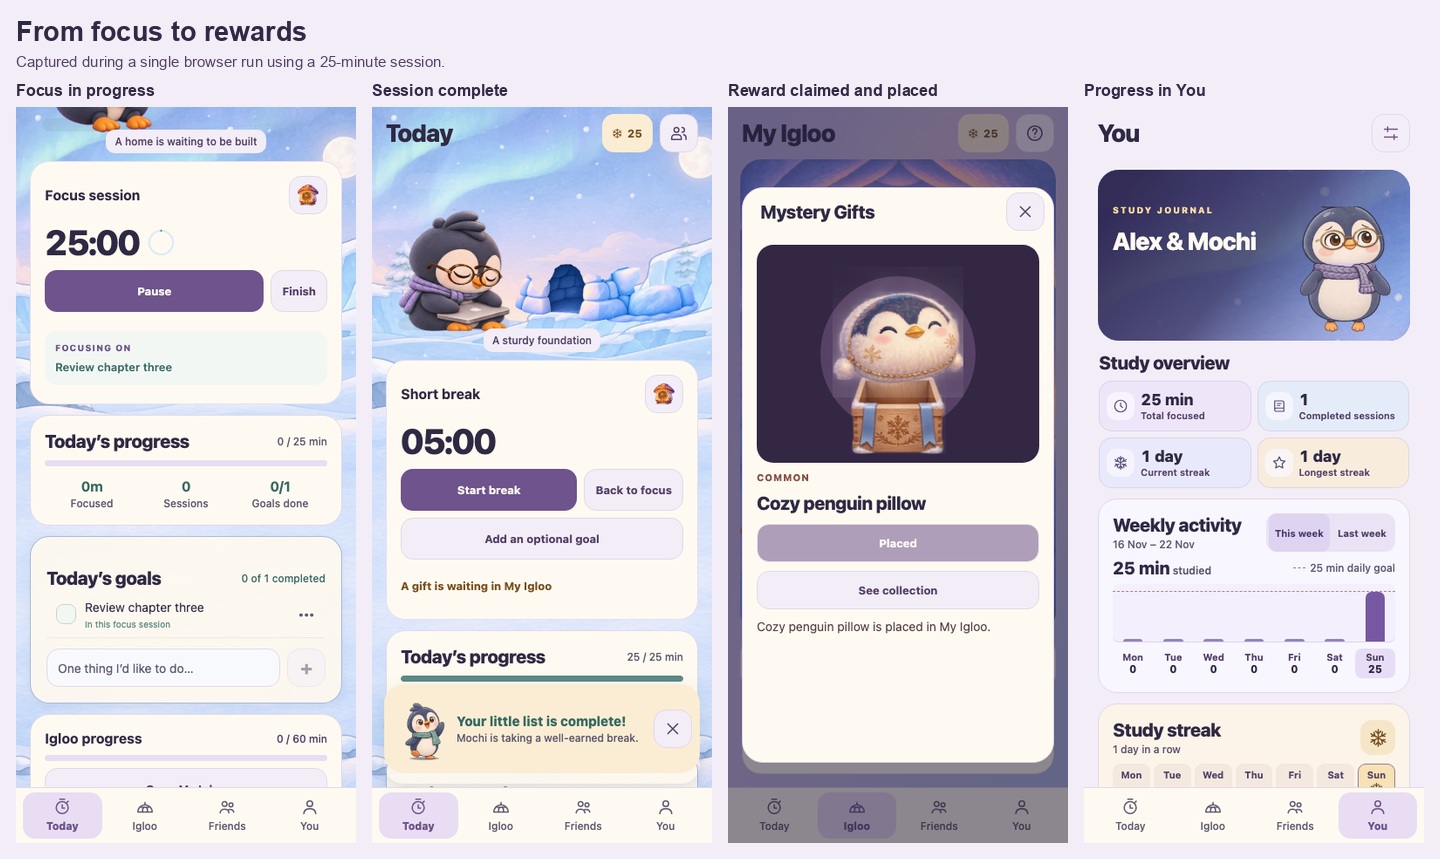 From focus to rewards
Captured during a single browser run using a 25-minute session.
Focus in progress
A home is waiting to be built
Focus session
25:00
Pause
Finish
FOCUSING ON
Review chapter three
Today's progress
0 / 25 min
0m
0
0/1
Focused
Sessions
Goals done
Today's goals
0 of 1 completed
Review chapter three
In this focus session
One thing I'd like to do...
Igloo progress
0 / 60 min
Today
Igloo
Friends
You
Session complete
Today
25
A sturdy foundation
Short break
05:00
Start break
Back to focus
Add an optional goal
A gift is waiting in My Igloo
Today's progress
25 / 25 min
Your little list is complete!
Mochi is taking a well-earned break.
Today
Igloo
Friends
You
Reward claimed and placed
My Igloo
25
Mystery Gifts
COMMON
Cozy penguin pillow
Placed
See collection
Cozy penguin pillow is placed in My Igloo.
Today
Igloo
Friends
You
Progress in You
You
STUDY JOURNAL
Alex & Mochi
Study overview
25 min
Total focused
1
Completed sessions
1 day
Current streak
1 day
Longest streak
Weekly activity
16 Nov – 22 Nov
This week
Last week
25 min studied
25 min daily goal
Mon
Tue
Wed
Thu
Fri
Sat
Sun
0
0
0
0
0
0
25
Study streak
1 day in a row
Mon
Tue
Wed
Thu
Fri
Sat
Sun
Today
Igloo
Friends
You